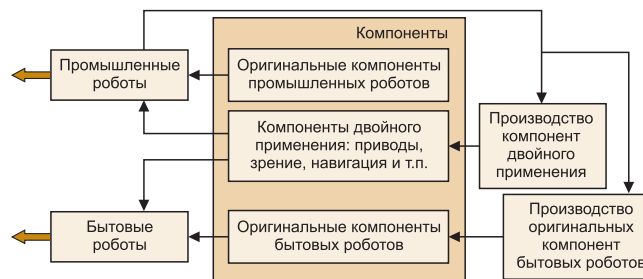 Компоненты
Промышленные
роботы
Оригинальные компоненты
промышленных роботов
Компоненты двойного
применения: приводы,
зрение, навигация и т.п.
Производство
компонент
двойного
применения
Бытовые
роботы
Оригинальные компоненты
бытовых роботов
Производство
оригинальных
компонент
бытовых роботов